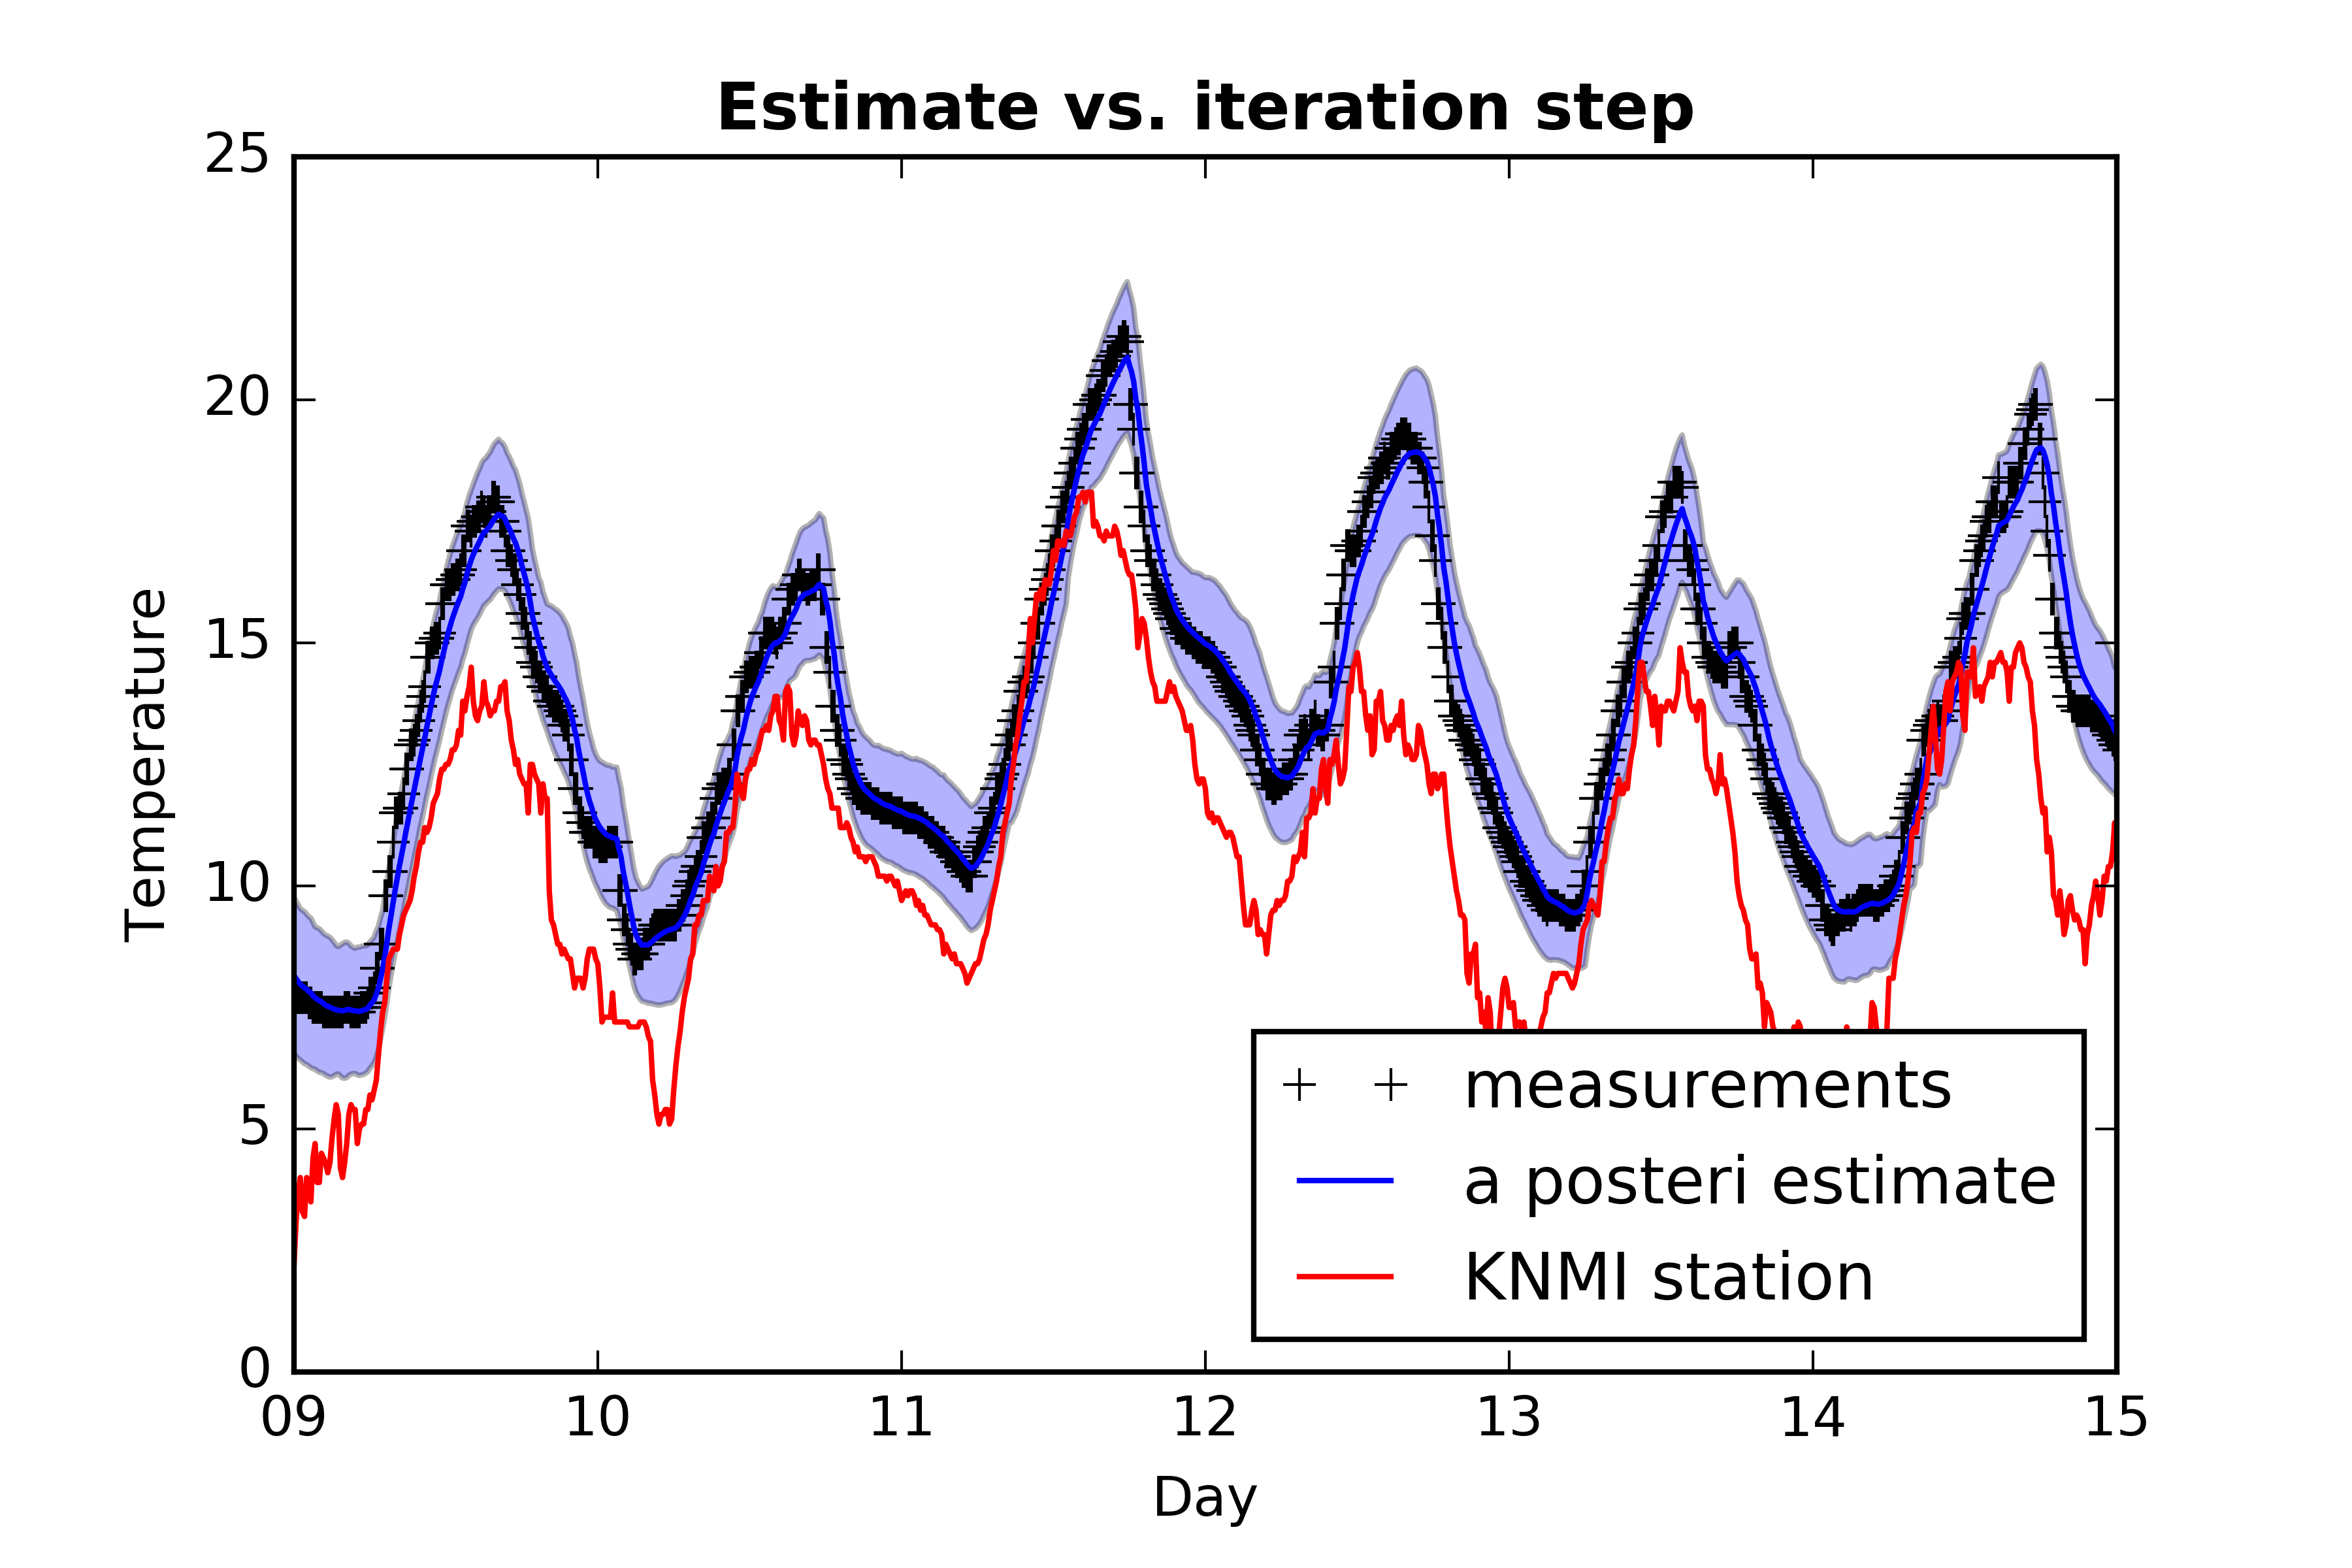 Estimate vs. iteration step
25
20
15
10
5
0
Temperature
09 10 11 12 13 14 15
Day
measurements
a posteri estimate
KNMI station